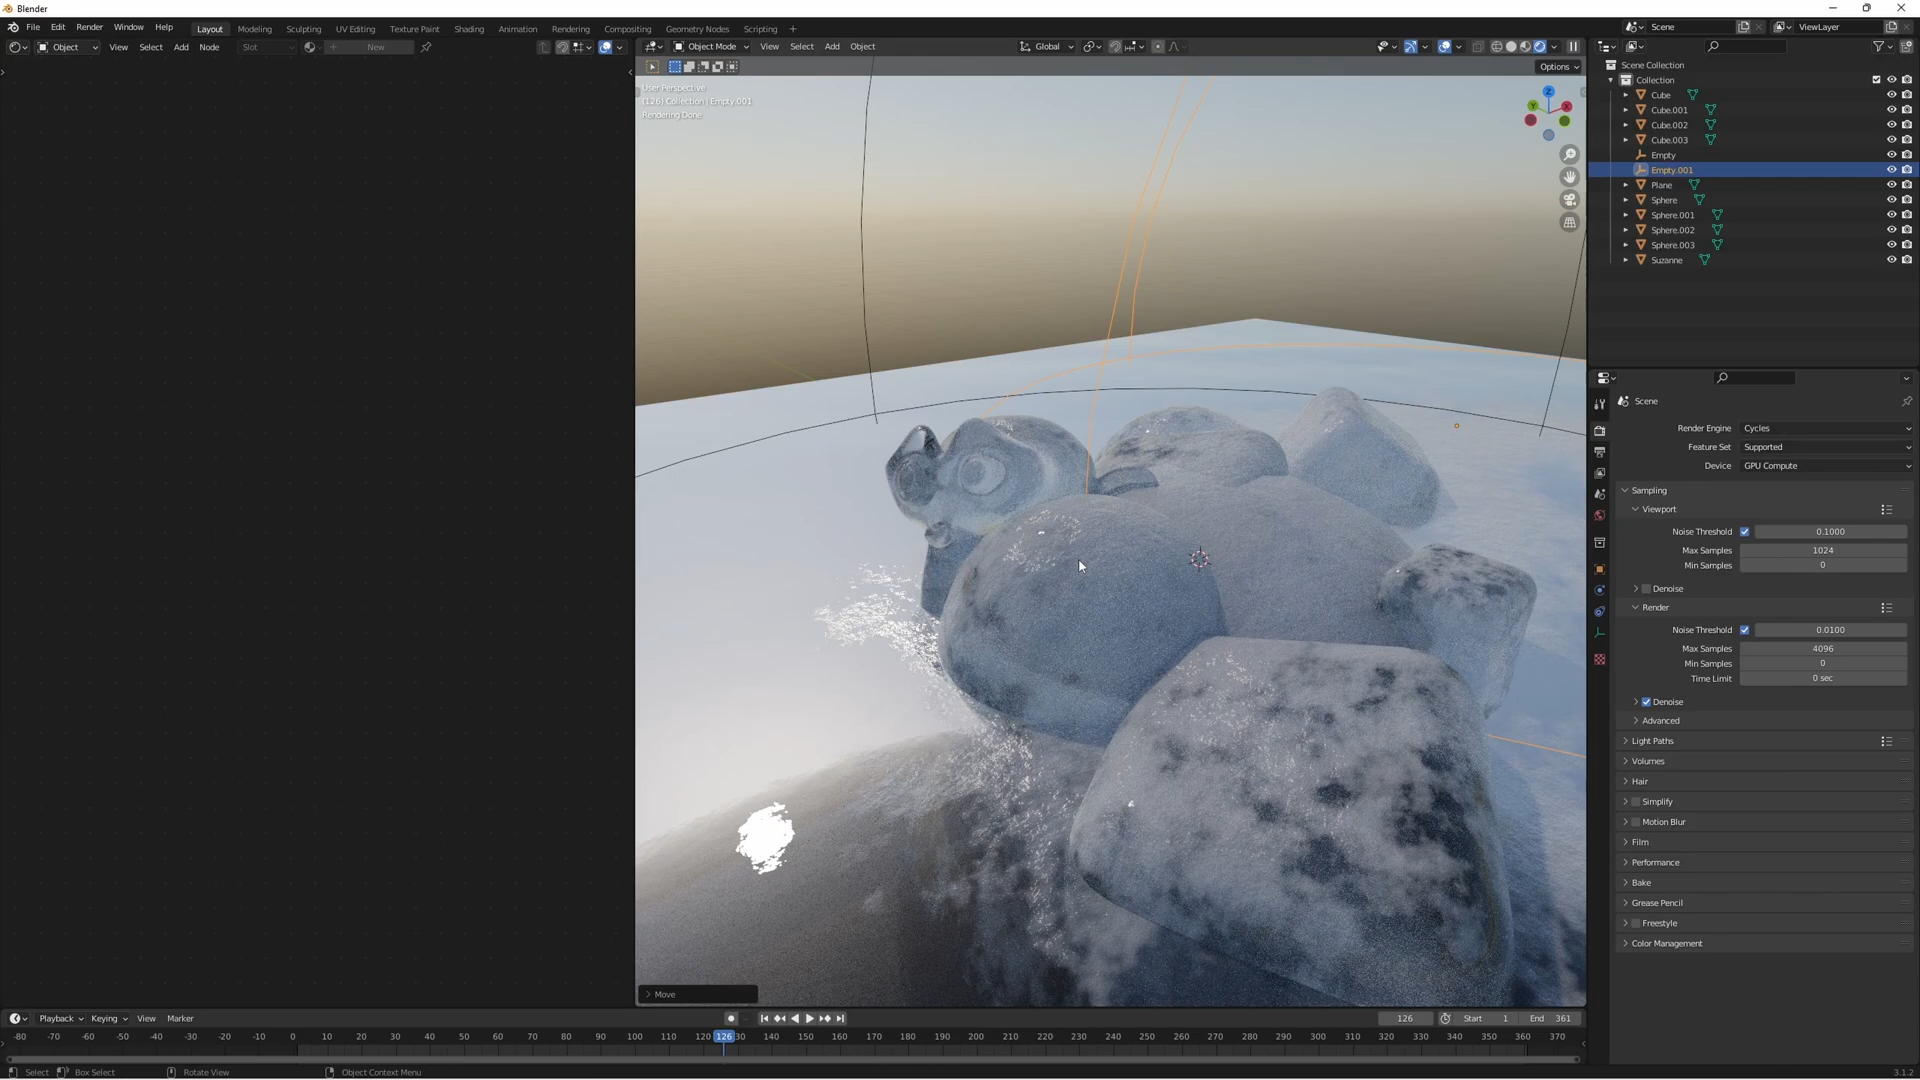 Blender
File Edit Render Window Help Layout Modeling Sculpting UV Editing Texture Paint Shading Animation Rendering Compositing Geometry Nodes Scripting + Scene ViewLayer
Object View Select Add Node Slot New Object Mode View Select Add Object Global
Options
User Perspective
(126) Collection | Empty.001
Rendering Done
Z
Y X
Scene Collection
Collection
Cube
Cube.001
Cube.002
Cube.003
Empty
Empty.001
Plane
Sphere
Sphere.001
Sphere.002
Sphere.003
Suzanne
Scene
Render Engine Cycles
Feature Set Supported
Device GPU Compute
Sampling
Viewport
Noise Threshold 0.1000
Max Samples 1024
Min Samples 0
Denoise
Render
Noise Threshold 0.0100
Max Samples 4096
Min Samples 0
Time Limit 0 sec
Denoise
Advanced
Light Paths
Volumes
Hair
Simplify
Motion Blur
Film
Performance
Bake
Grease Pencil
Freestyle
Color Management
Move
Playback Keying View Marker 126 Start 1 End 361
-80 -70 -60 -50 -40 -30 -20 -10 0 10 20 30 40 50 60 70 80 90 100 110 120 126 30 140 150 160 170 180 190 200 210 220 230 240 250 260 270 280 290 300 310 320 330 340 350 360 370
Select Box Select Rotate View Object Context Menu 3.1.2